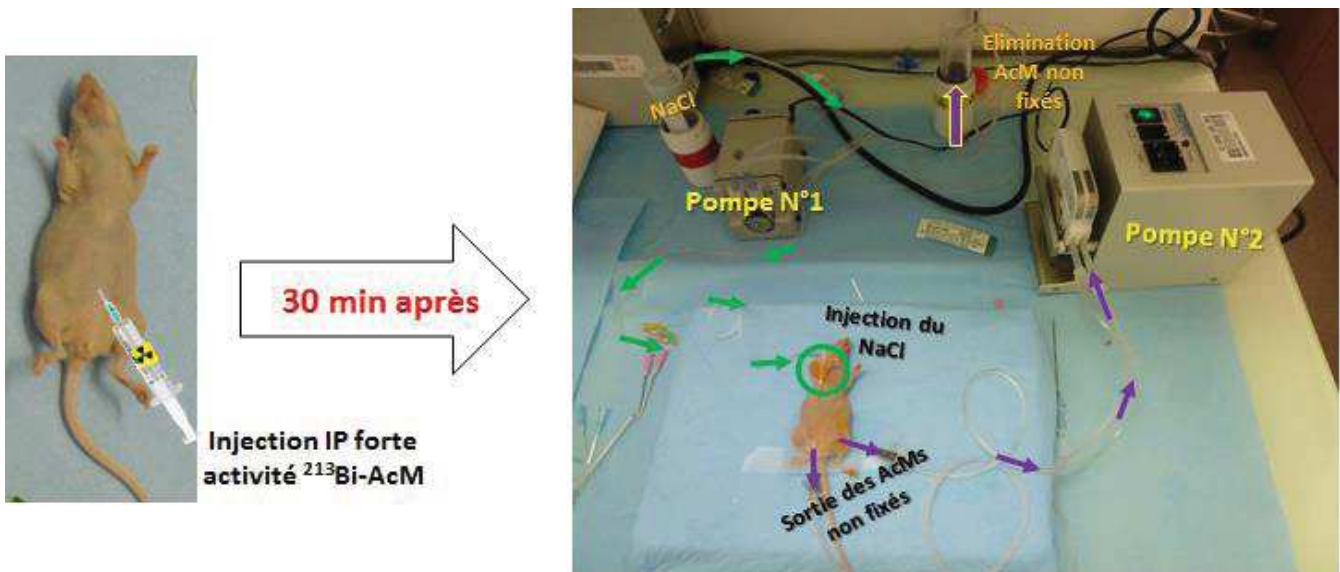 Injection IP forte
activité ²¹³Bi-AcM
30 min après
NaCl
Elimination
AcM non
fixés
Pompe N°1
Pompe N°2
Injection du
NaCl
Sortie des AcMs
non fixés